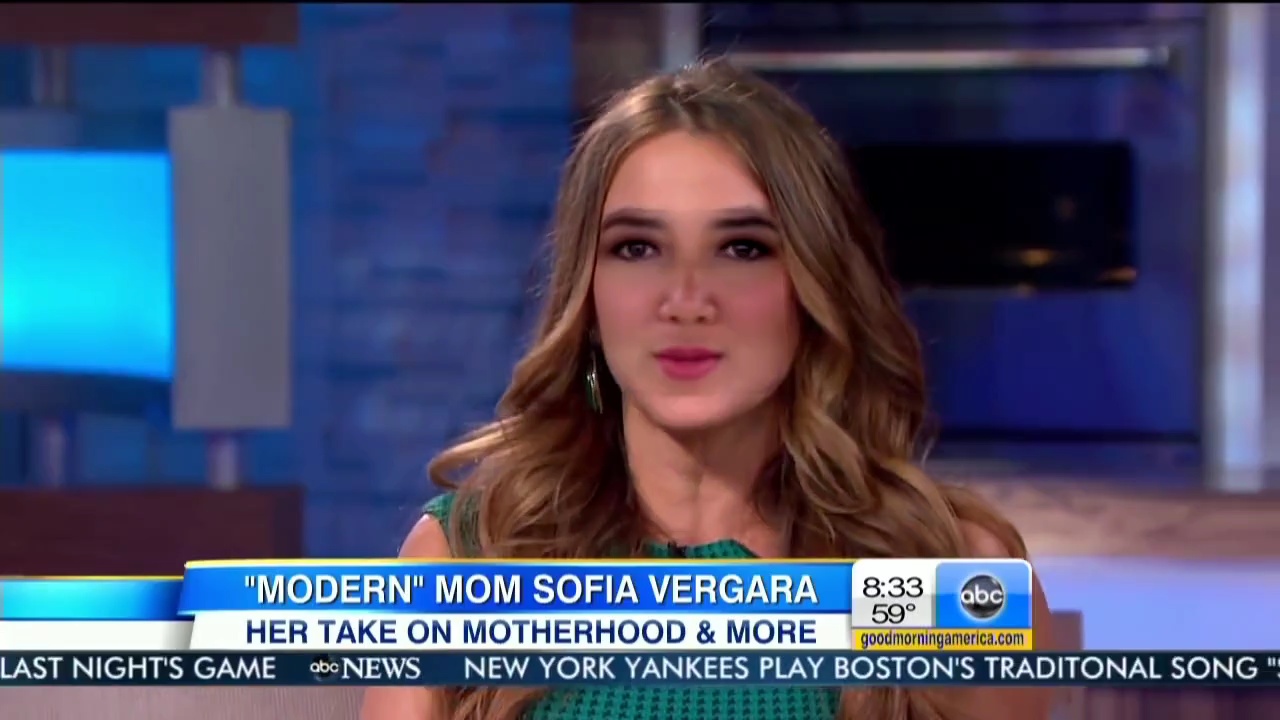 "MODERN" MOM SOFIA VERGARA
HER TAKE ON MOTHERHOOD & MORE
8:33
59°
abc
goodmorningamerica.com
LAST NIGHT'S GAME abc NEWS NEW YORK YANKEES PLAY BOSTON'S TRADITONAL SONG "